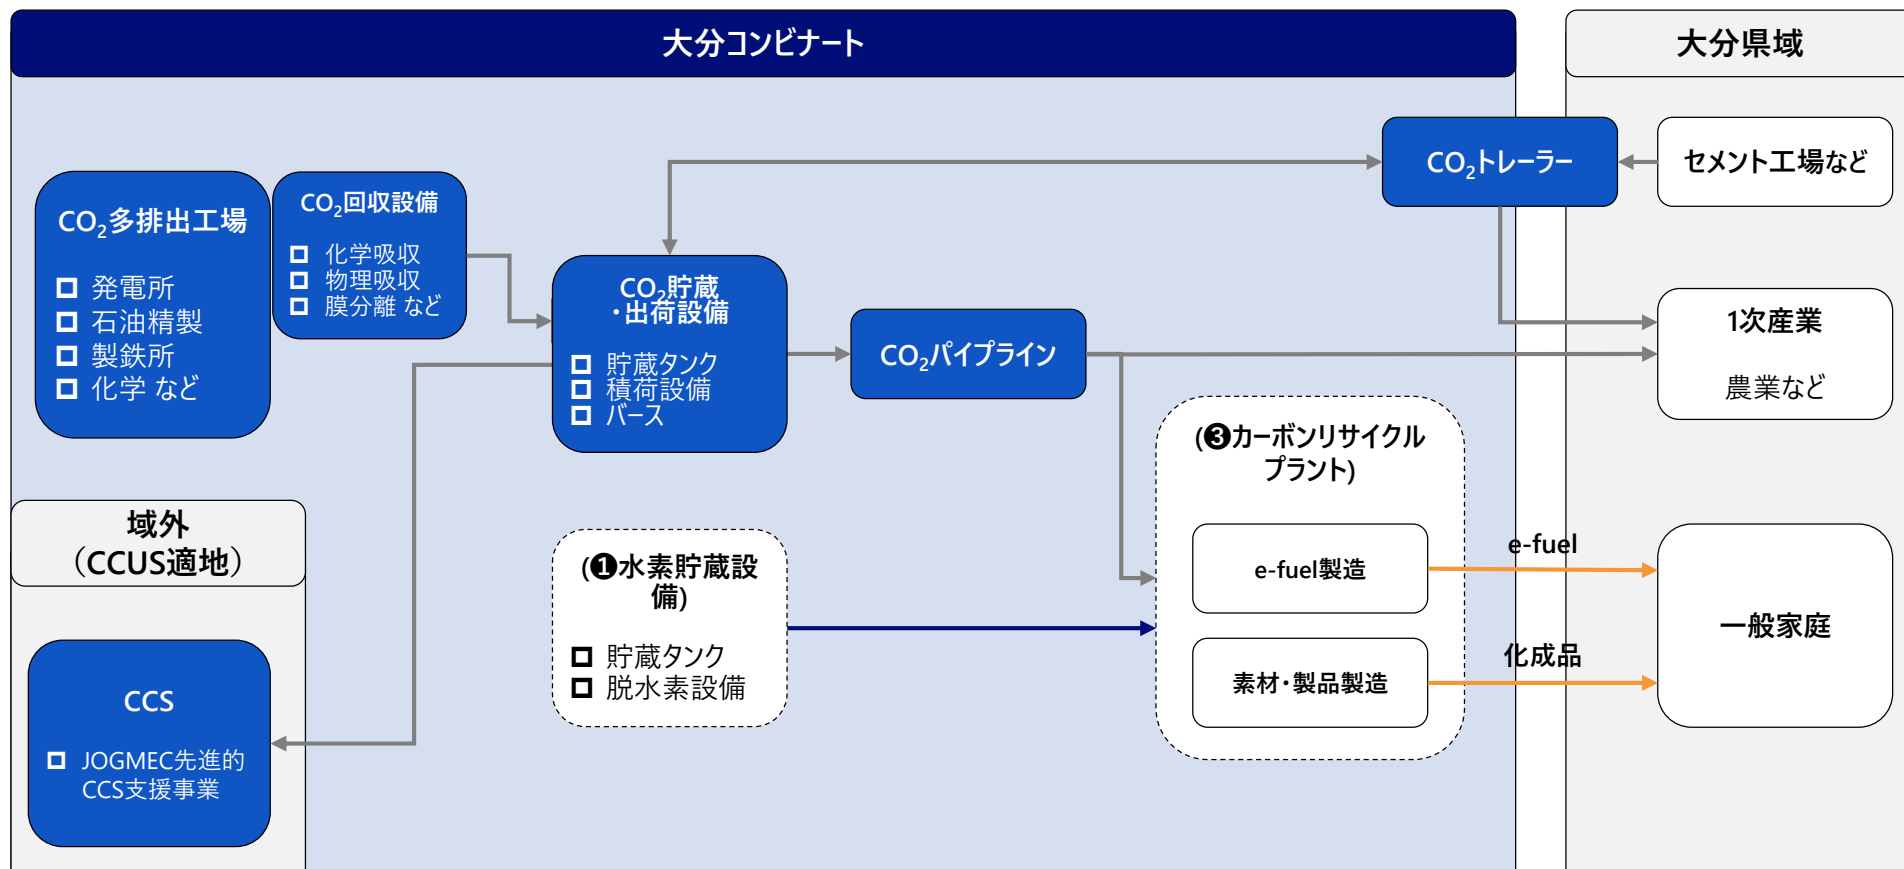 大分コンビナート
大分県域
CO₂多排出工場
発電所
石油精製
製鉄所
化学 など
CO₂回収設備
化学吸収
物理吸収
膜分離 など
CO₂貯蔵
・出荷設備
貯蔵タンク
積荷設備
バース
CO₂パイプライン
CO₂トレーラー
セメント工場など
1次産業
農業など
(❸カーボンリサイクル
プラント)
e-fuel製造
素材・製品製造
e-fuel
化成品
一般家庭
(❶水素貯蔵設
備)
貯蔵タンク
脱水素設備
域外
（CCUS適地）
CCS
JOGMEC先進的
CCS支援事業